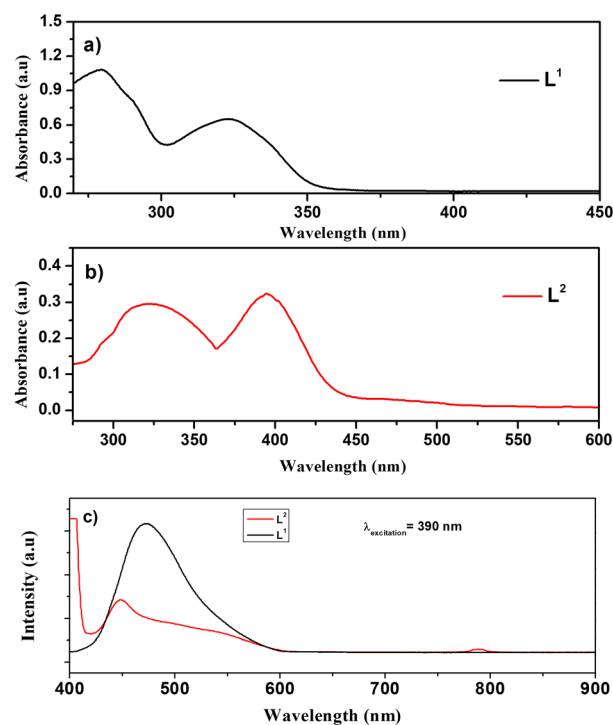 a)
L¹
Absorbance (a.u)
1.5
1.2
0.9
0.6
0.3
0.0
300 350 400 450
Wavelength (nm)
b)
L²
Absorbance (a.u)
0.4
0.3
0.2
0.1
0.0
300 350 400 450 500 550 600
Wavelength (nm)
c)
L²
L¹
λexcitation= 390 nm
Intensity (a.u)
400 500 600 700 800 900
Wavelength (nm)